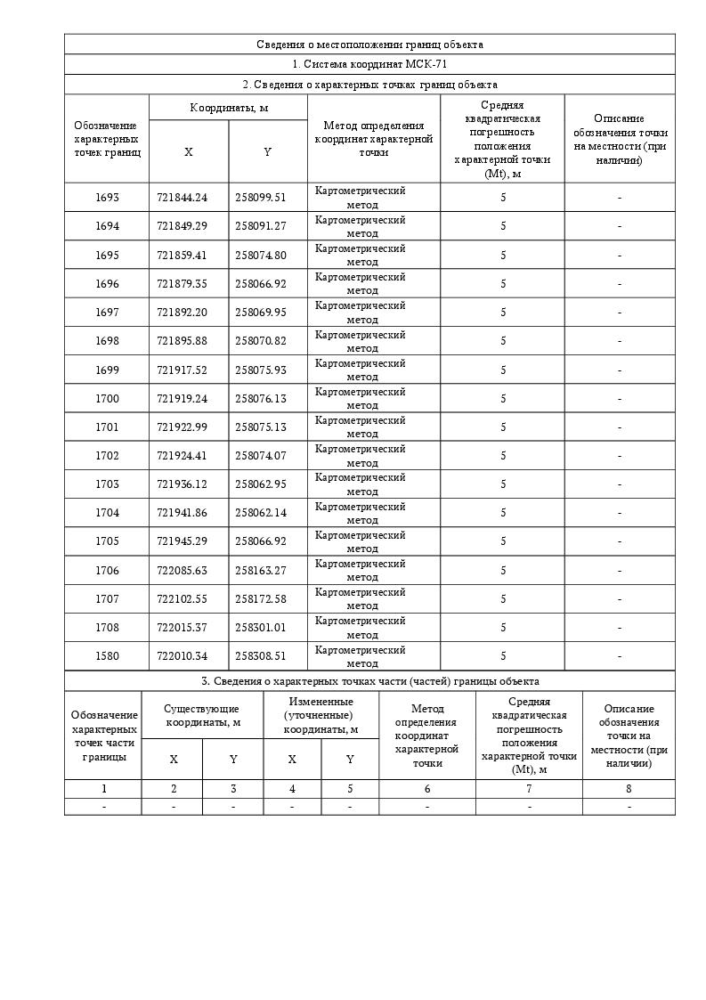 Сведения о местоположении границ объекта
1. Система координат МСК-71
2. Сведения о характерных точках границ объекта
Обозначение
характерных
точек границ
Координаты, м
X
Y
Метод определения
координат характерной
точки
Средняя
квадратическая
погрешность
положения
характерной точки
(Mt), м
Описание
обозначения точки
на местности (при
наличии)
1693 721844.24 258099.51 Картометрический
метод 5 -
1694 721849.29 258091.27 Картометрический
метод 5 -
1695 721859.41 258074.80 Картометрический
метод 5 -
1696 721879.35 258066.92 Картометрический
метод 5 -
1697 721892.20 258069.95 Картометрический
метод 5 -
1698 721895.88 258070.82 Картометрический
метод 5 -
1699 721917.52 258075.93 Картометрический
метод 5 -
1700 721919.24 258076.13 Картометрический
метод 5 -
1701 721922.99 258075.13 Картометрический
метод 5 -
1702 721924.41 258074.07 Картометрический
метод 5 -
1703 721936.12 258062.95 Картометрический
метод 5 -
1704 721941.86 258062.14 Картометрический
метод 5 -
1705 721945.29 258066.92 Картометрический
метод 5 -
1706 722085.63 258163.27 Картометрический
метод 5 -
1707 722102.55 258172.58 Картометрический
метод 5 -
1708 722015.37 258301.01 Картометрический
метод 5 -
1580 722010.34 258308.51 Картометрический
метод 5 -
3. Сведения о характерных точках части (частей) границы объекта
Обозначение
характерных
точек части
границы
Существующие
координаты, м
X
Y
Измененные
(уточненные)
координаты, м
X
Y
Метод
определения
координат
характерной
точки
Средняя
квадратическая
погрешность
положения
характерной точки
(Mt), м
Описание
обозначения
точки на
местности (при
наличии)
1 2 3 4 5 6 7 8
- - - - - - - -